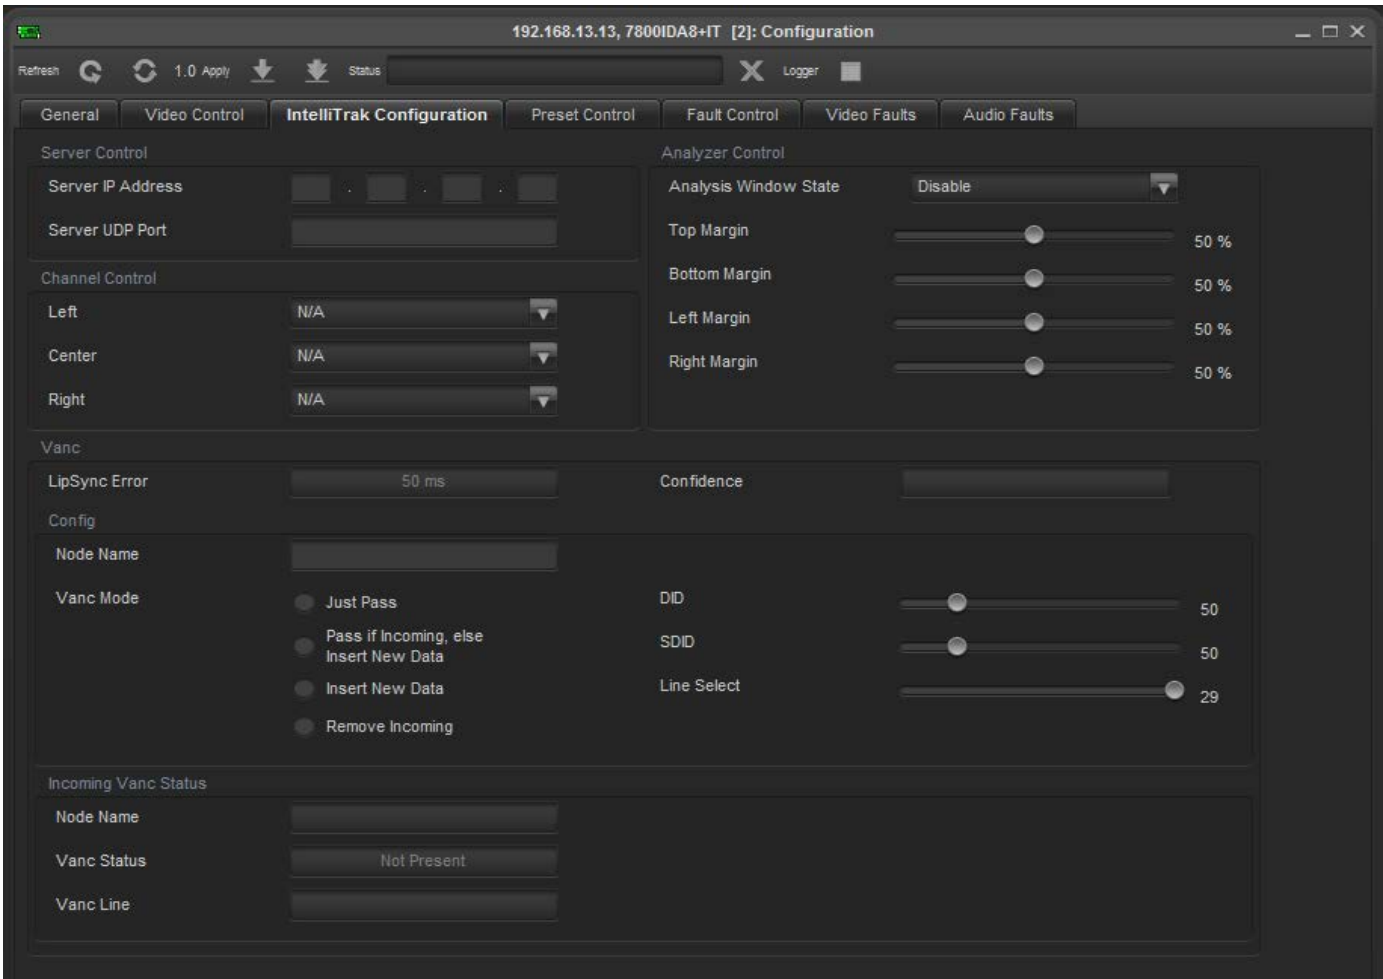 192.168.13.13, 7800IDA8+IT [2]: Configuration
Refresh 1.0 Apply Status Logger
General Video Control IntelliTrak Configuration Preset Control Fault Control Video Faults Audio Faults
Server Control
Server IP Address . . .
Server UDP Port
Channel Control
Left N/A
Center N/A
Right N/A
Analyzer Control
Analysis Window State Disable
Top Margin 50 %
Bottom Margin 50 %
Left Margin 50 %
Right Margin 50 %
Vanc
LipSync Error 50 ms Confidence
Config
Node Name
Vanc Mode
Just Pass
Pass if Incoming, else
Insert New Data
Insert New Data
Remove Incoming
DID 50
SDID 50
Line Select 29
Incoming Vanc Status
Node Name
Vanc Status Not Present
Vanc Line